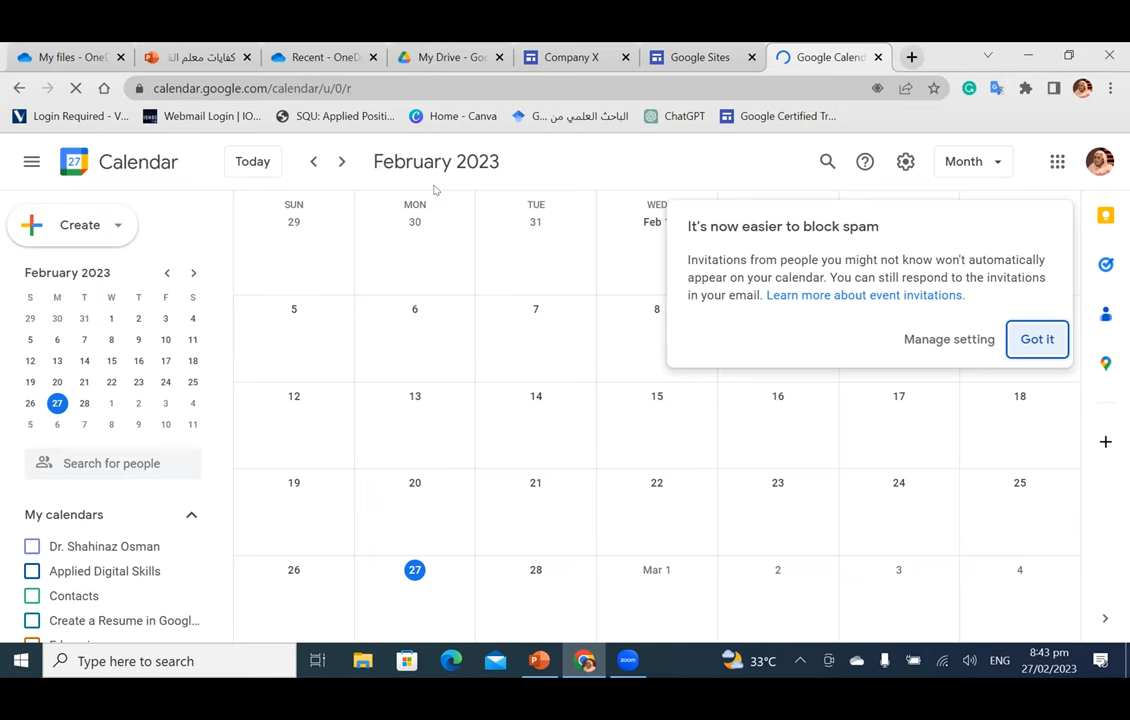 My files - OneD
كفايات معلم الق
Recent - OneD
My Drive - Goo
Company X
Google Sites
Google Calend
calendar.google.com/calendar/u/0/r
Login Required - V...
Webmail Login | IO...
SQU: Applied Positi...
Home - Canva
الباحث العلمي من ...G
ChatGPT
Google Certified Tr...
27
Calendar
Today
February 2023
Month
Create
February 2023
S M T W T F S
29 30 31 1 2 3 4
5 6 7 8 9 10 11
12 13 14 15 16 17 18
19 20 21 22 23 24 25
26 27 28 1 2 3 4
5 6 7 8 9 10 11
Search for people
My calendars
Dr. Shahinaz Osman
Applied Digital Skills
Contacts
Create a Resume in Googl...
SUN MON TUE WED
29 30 31 Feb 1
It's now easier to block spam
Invitations from people you might not know won't automatically
appear on your calendar. You can still respond to the invitations
in your email. Learn more about event invitations.
Manage setting
Got it
5 6 7 8
12 13 14 15 16 17 18
19 20 21 22 23 24 25
26 27 28 Mar 1 2 3 4
Type here to search
zoom
33°C
ENG
8:43 pm
27/02/2023